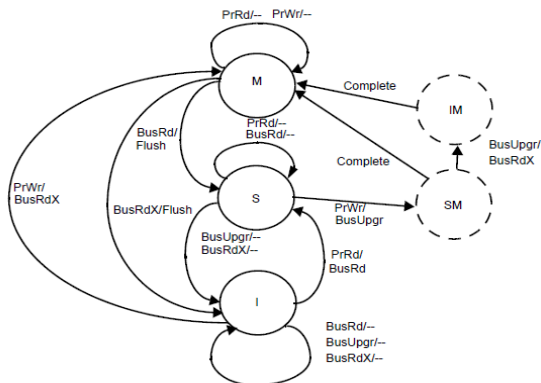 PrRd/-- PrWr/--
M
Complete
IM
BusRd/
Flush
PrRd/--
BusRd/--
BusUpgr/
BusRdX
Complete
PrWr/
BusRdX
S
SM
BusRdX/Flush
PrWr/
BusUpgr
BusUpgr/--
BusRdX/--
PrRd/
BusRd
I
BusRd/--
BusUpgr/--
BusRdX/--